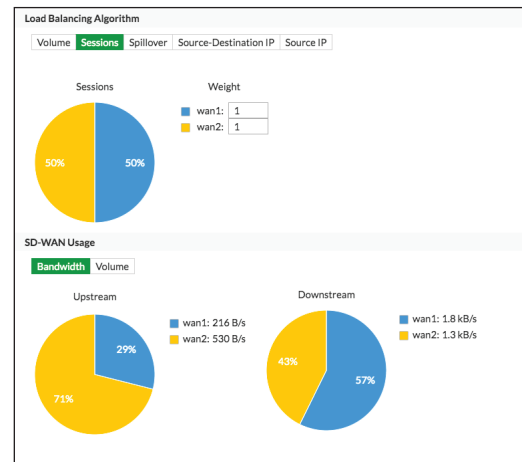 Load Balancing Algorithm
Volume Sessions Spillover Source-Destination IP Source IP
Sessions Weight
wan1: 1
wan2: 1
50% 50%
SD-WAN Usage
Bandwidth Volume
Upstream Downstream
wan1: 216 B/s wan1: 1.8 kB/s
wan2: 530 B/s wan2: 1.3 kB/s
29% 43%
71% 57%